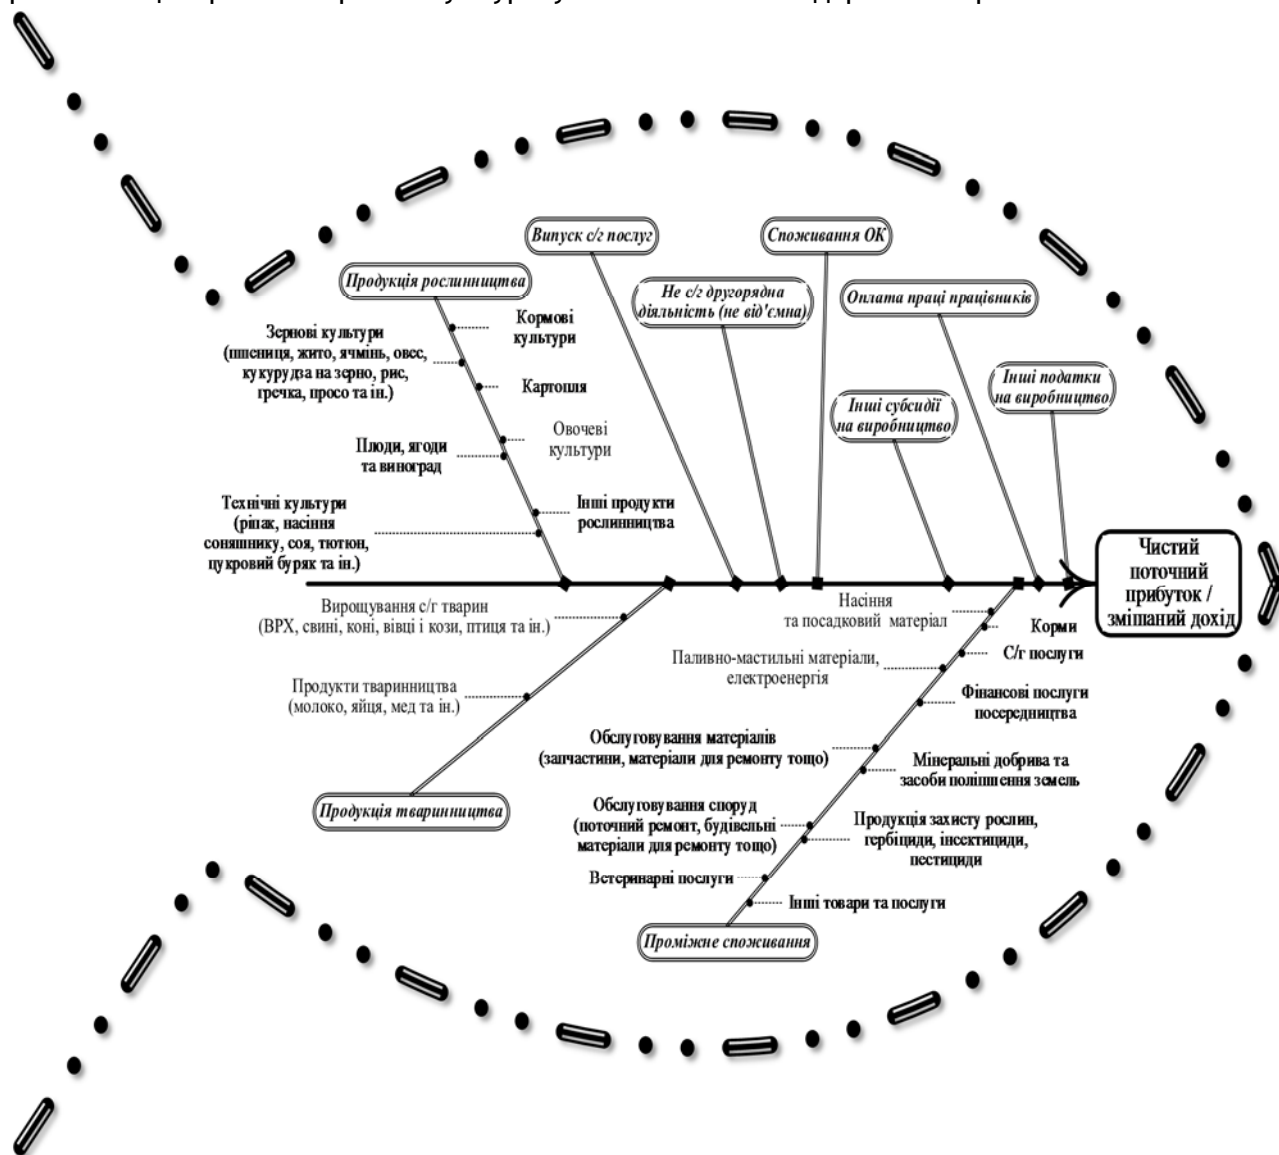 Випуск с/г послуг
Споживання ОК
Продукція рослинництва
Не с/г другорядна
діяльність (не від'ємна)
Оплата праці працівників
Інші податки
на виробництво
Інші субсидії
на виробництво
Зернові культури
(пшениця, жито, ячмінь, овес,
кукурудза на зерно, рис,
гречка, просо та ін.)
Кормові
культури
Картопля
Плоди, ягоди
та виноград
Овочеві
культури
Технічні культури
(ріпак, насіння
соняшнику, соя, тютюн,
цукровий буряк та ін.)
Інші продукти
рослинництва
Чистий
поточний
прибуток /
змішаний дохід
Вирощування с/г тварин
(ВРХ, свині, коні, вівці і кози, птиця та ін.)
Продукти тваринництва
(молоко, яйця, мед та ін.)
Продукція тваринництва
Насіння
та посадковий матеріал
Корми
С/г послуги
Паливно-мастильні матеріали,
електроенергія
Фінансові послуги
посередництва
Обслуговування матеріалів
(запчастини, матеріали для ремонту тощо)
Мінеральні добрива та
засоби поліпшення земель
Обслуговування споруд
(поточний ремонт, будівельні
матеріали для ремонту тощо)
Продукція захисту рослин,
гербіциди, інсектициди,
пестициди
Ветеринарні послуги
Інші товари та послуги
Проміжне споживання